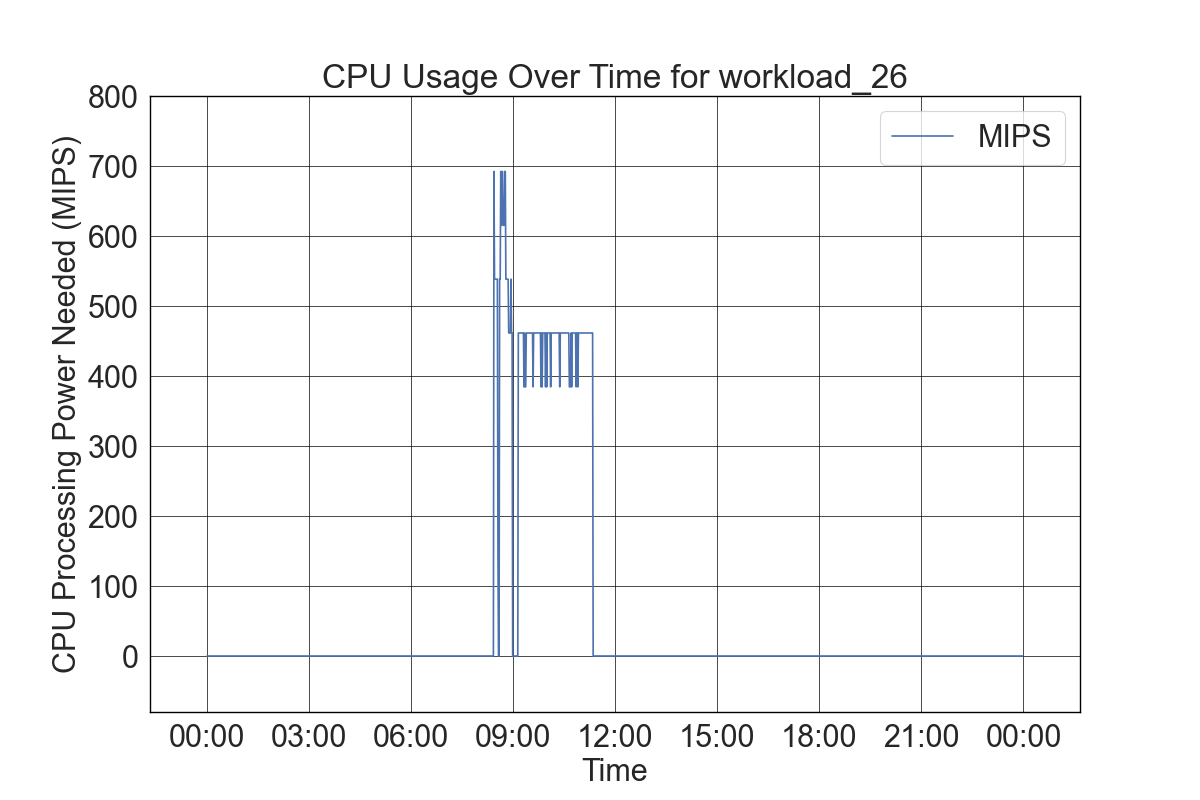 CPU Usage Over Time for workload_26
MIPS
CPU Processing Power Needed (MIPS)
800
700
600
500
400
300
200
100
0
00:00 03:00 06:00 09:00 12:00 15:00 18:00 21:00 00:00
Time